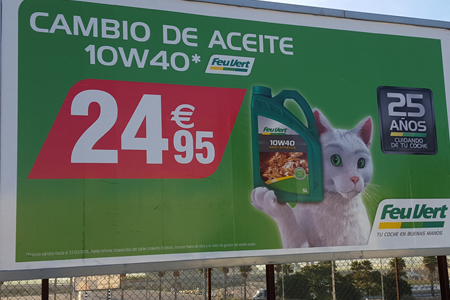 CAMBIO DE ACEITE
10W40*
Feu Vert
24€95
25
AÑOS
CUIDANDO
DE TU COCHE
Feu Vert
10W40
5L
Feu Vert
TU COCHE EN BUENAS MANOS